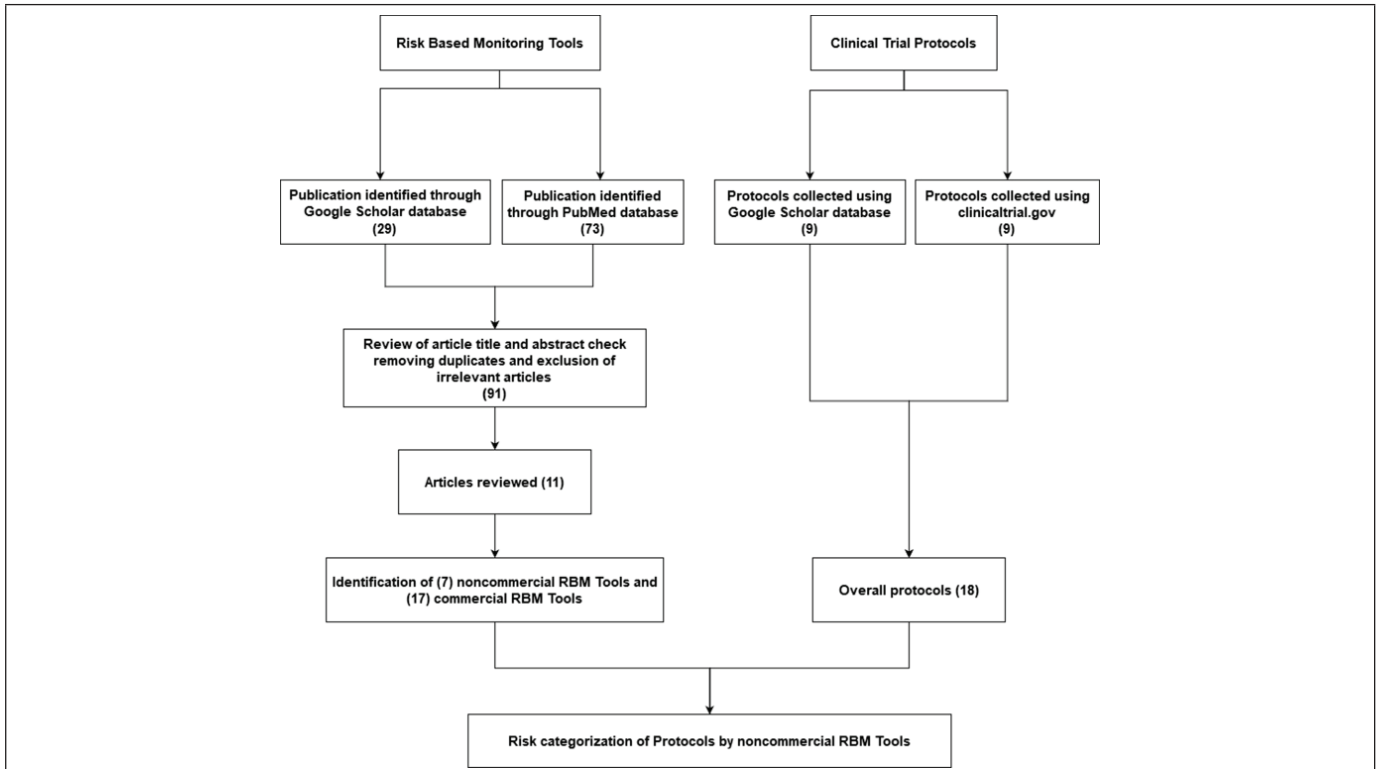 Risk Based Monitoring Tools
Clinical Trial Protocols
Publication identified through
Google Scholar database
(29)
Publication identified
through PubMed database
(73)
Protocols collected using
Google Scholar database
(9)
Protocols collected using
clinicaltrial.gov
(9)
Review of article title and abstract check
removing duplicates and exclusion of
irrelevant articles
(91)
Articles reviewed (11)
Identification of (7) noncommercial RBM Tools and
(17) commercial RBM Tools
Overall protocols (18)
Risk categorization of Protocols by noncommercial RBM Tools